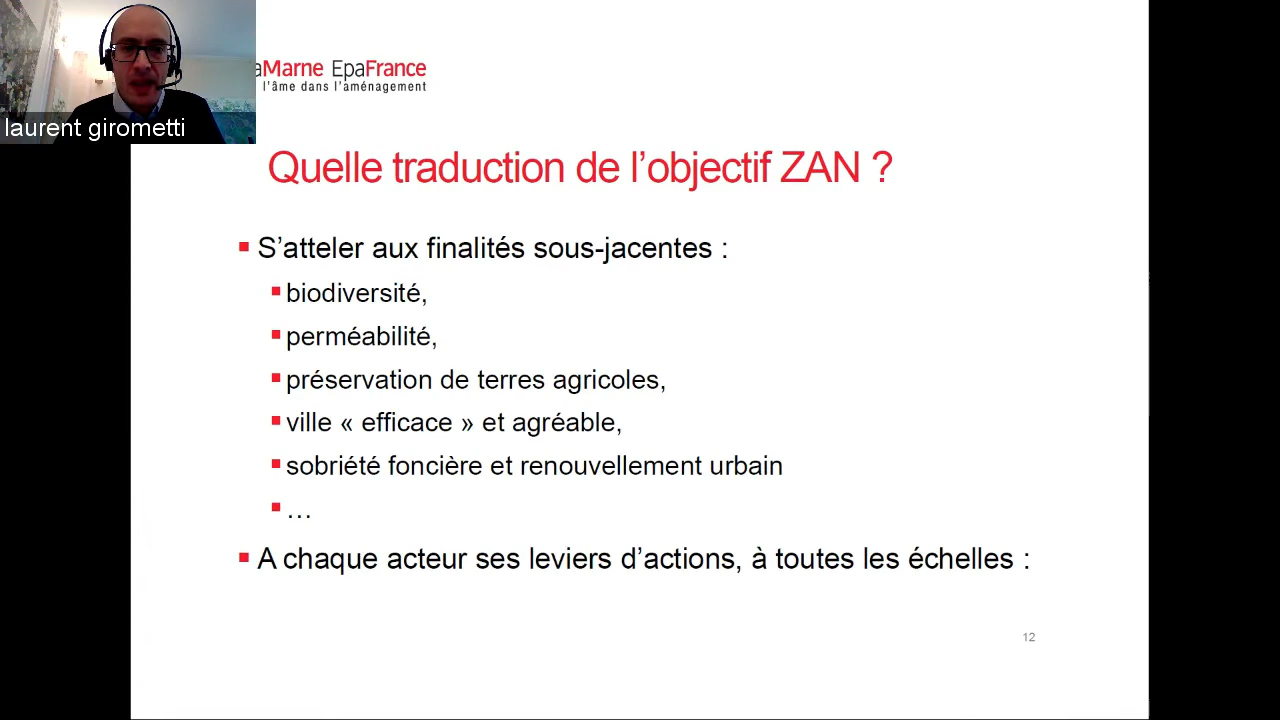 laurent girometti
aMarne EpaFrance
l'âme dans l'aménagement
Quelle traduction de l’objectif ZAN ?
S’atteler aux finalités sous-jacentes :
biodiversité,
perméabilité,
préservation de terres agricoles,
ville « efficace » et agréable,
sobriété foncière et renouvellement urbain
…
A chaque acteur ses leviers d’actions, à toutes les échelles :
12